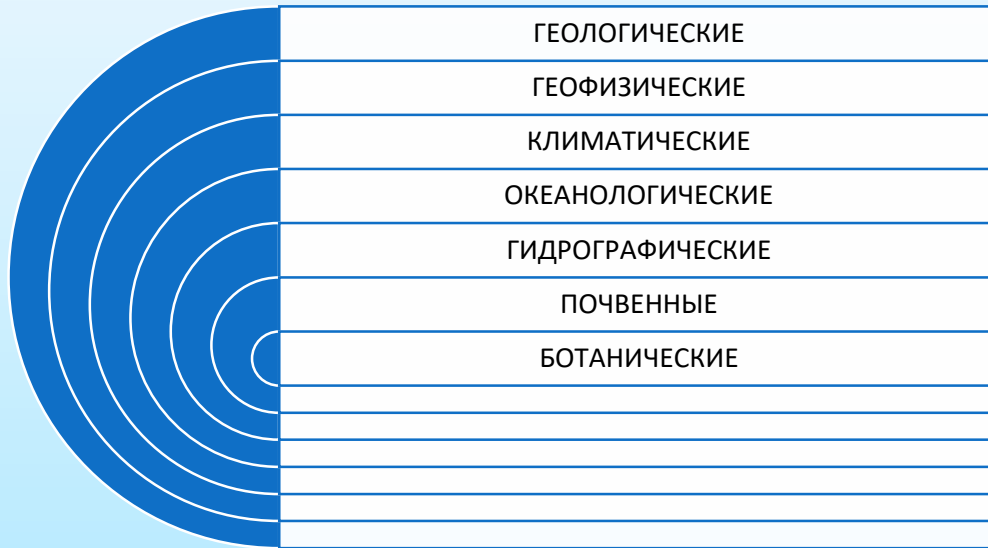 ГЕОЛОГИЧЕСКИЕ
ГЕОФИЗИЧЕСКИЕ
КЛИМАТИЧЕСКИЕ
ОКЕАНОЛОГИЧЕСКИЕ
ГИДРОГРАФИЧЕСКИЕ
ПОЧВЕННЫЕ
БОТАНИЧЕСКИЕ